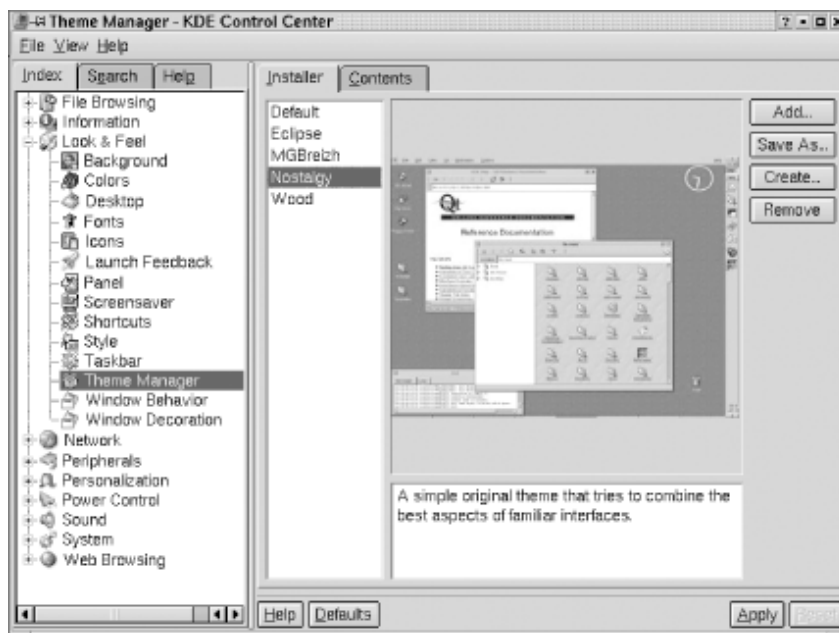 Theme Manager - KDE Control Center
File View Help
Index Search Help
File Browsing
Information
Look & Feel
Background
Colors
Desktop
Fonts
Icons
Launch Feedback
Panel
Screensaver
Shortcuts
Style
Taskbar
Theme Manager
Window Behavior
Window Decoration
Network
Peripherals
Personalization
Power Control
Sound
System
Web Browsing
Installer Contents
Default
Eclipse
MGBreizh
Nostalgy
Wood
Reference Documentation
Add...
Save As...
Create...
Remove
A simple original theme that tries to combine the
best aspects of familiar interfaces.
Help Defaults
Apply Reset